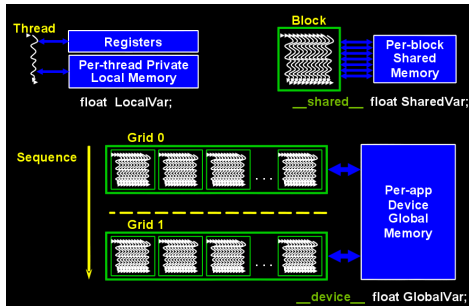 Thread
Registers
Per-thread Private
Local Memory
float LocalVar;
Block
Per-block
Shared
Memory
__shared__ float SharedVar;
Sequence
Grid 0
. . .
Grid 1
. . .
Per-app
Device
Global
Memory
__device__ float GlobalVar;